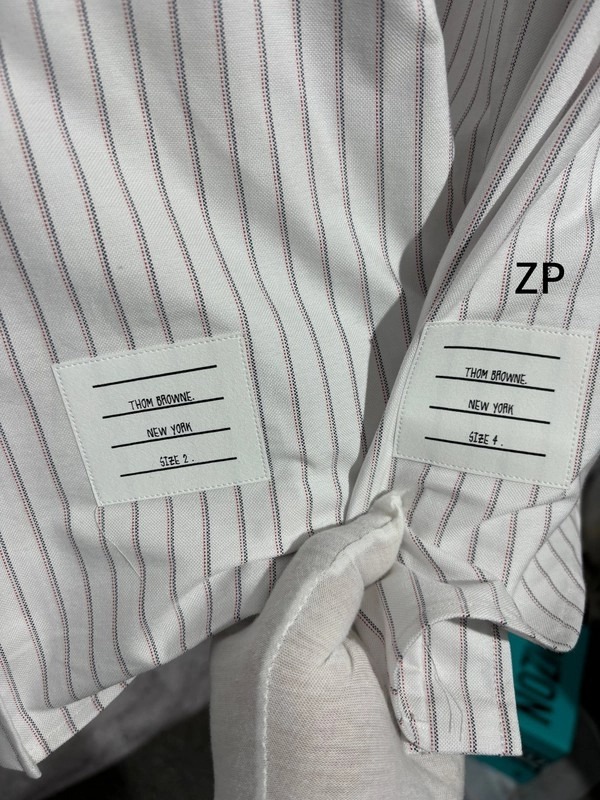 ZP
THOM BROWNE.
NEW YORK
SIZE 2.
THOM BROWNE.
NEW YORK
SIZE 4.